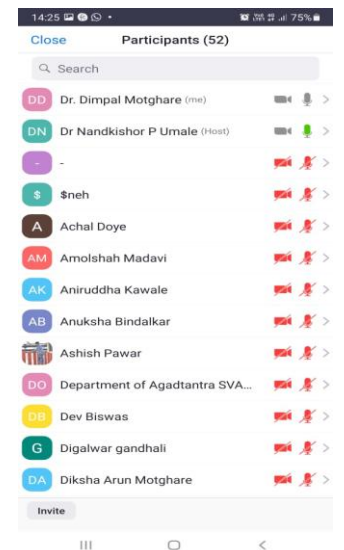 14:25 75%
Close Participants (52)
Search
DD Dr. Dimpal Motghare (me)
DN Dr Nandkishor P Umale (Host)
- -
$ $neh
A Achal Doye
AM Amolshah Madavi
AK Aniruddha Kawale
AB Anuksha Bindalkar
Ashish Pawar
DO Department of Agadtantra SVA...
DB Dev Biswas
G Digalwar gandhali
DA Diksha Arun Motghare
Invite